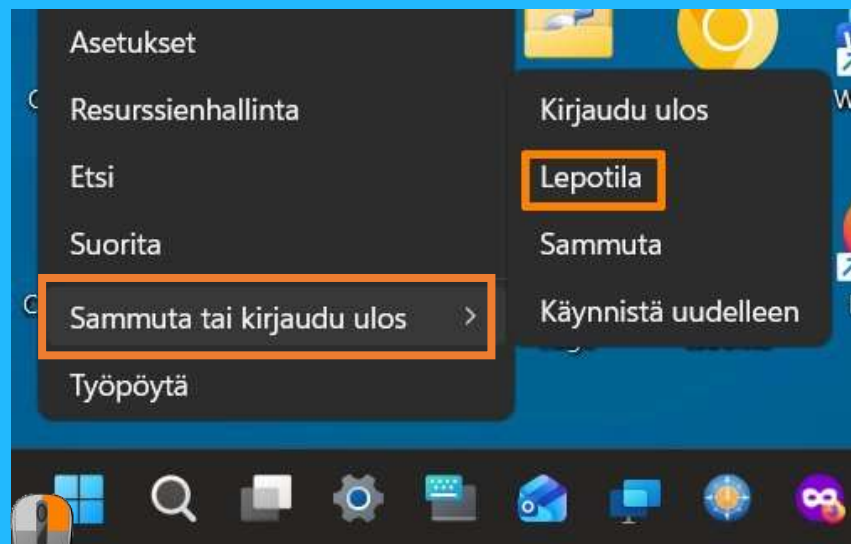 Asetukset
Resurssienhallinta
Etsi
Suorita
Sammuta tai kirjaudu ulos
Työpöytä
Kirjaudu ulos
Lepotila
Sammuta
Käynnistä uudelleen